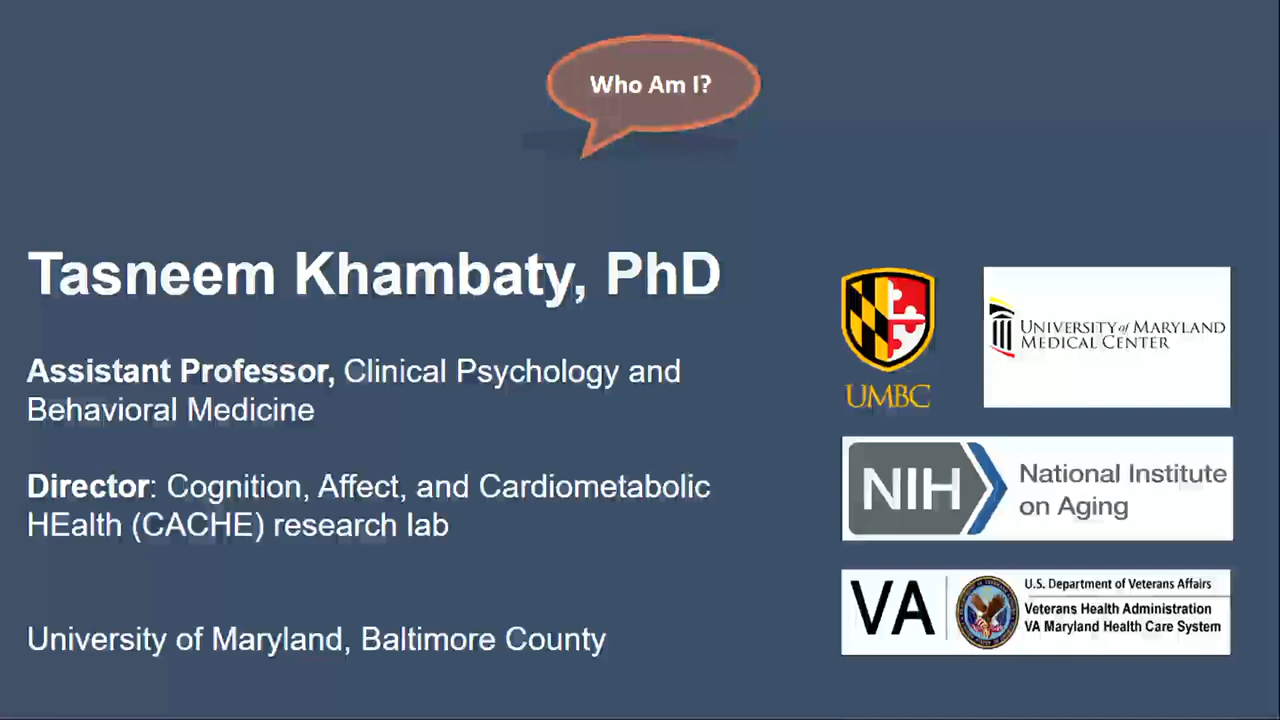 Who Am I?
Tasneem Khambaty, PhD
Assistant Professor, Clinical Psychology and
Behavioral Medicine
Director: Cognition, Affect, and Cardiometabolic
HEalth (CACHE) research lab
University of Maryland, Baltimore County
UMBC
UNIVERSITY of MARYLAND
MEDICAL CENTER
NIH
National Institute
on Aging
VA
U.S. Department of Veterans Affairs
Veterans Health Administration
VA Maryland Health Care System